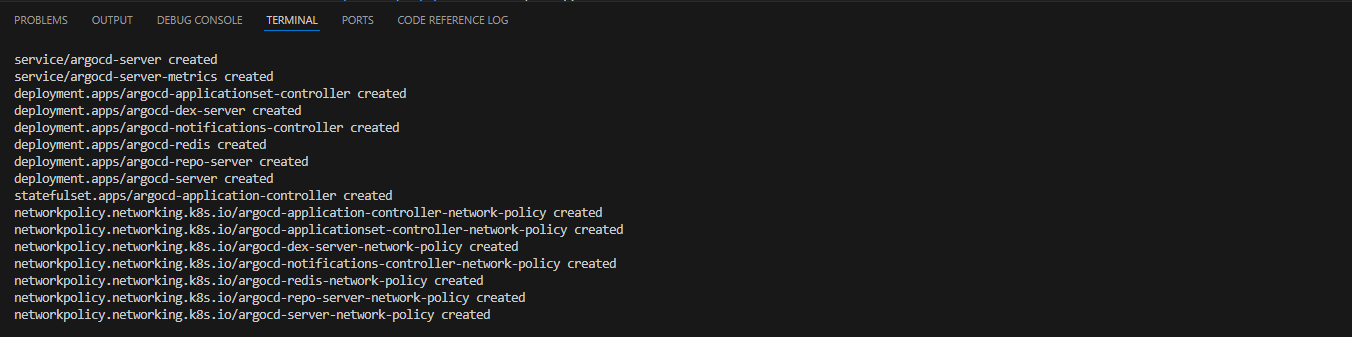 PROBLEMS OUTPUT DEBUG CONSOLE TERMINAL PORTS CODE REFERENCE LOG
service/argocd-server created
service/argocd-server-metrics created
deployment.apps/argocd-applicationset-controller created
deployment.apps/argocd-dex-server created
deployment.apps/argocd-notifications-controller created
deployment.apps/argocd-redis created
deployment.apps/argocd-repo-server created
deployment.apps/argocd-server created
statefulset.apps/argocd-application-controller created
networkpolicy.networking.k8s.io/argocd-application-controller-network-policy created
networkpolicy.networking.k8s.io/argocd-applicationset-controller-network-policy created
networkpolicy.networking.k8s.io/argocd-dex-server-network-policy created
networkpolicy.networking.k8s.io/argocd-notifications-controller-network-policy created
networkpolicy.networking.k8s.io/argocd-redis-network-policy created
networkpolicy.networking.k8s.io/argocd-repo-server-network-policy created
networkpolicy.networking.k8s.io/argocd-server-network-policy created